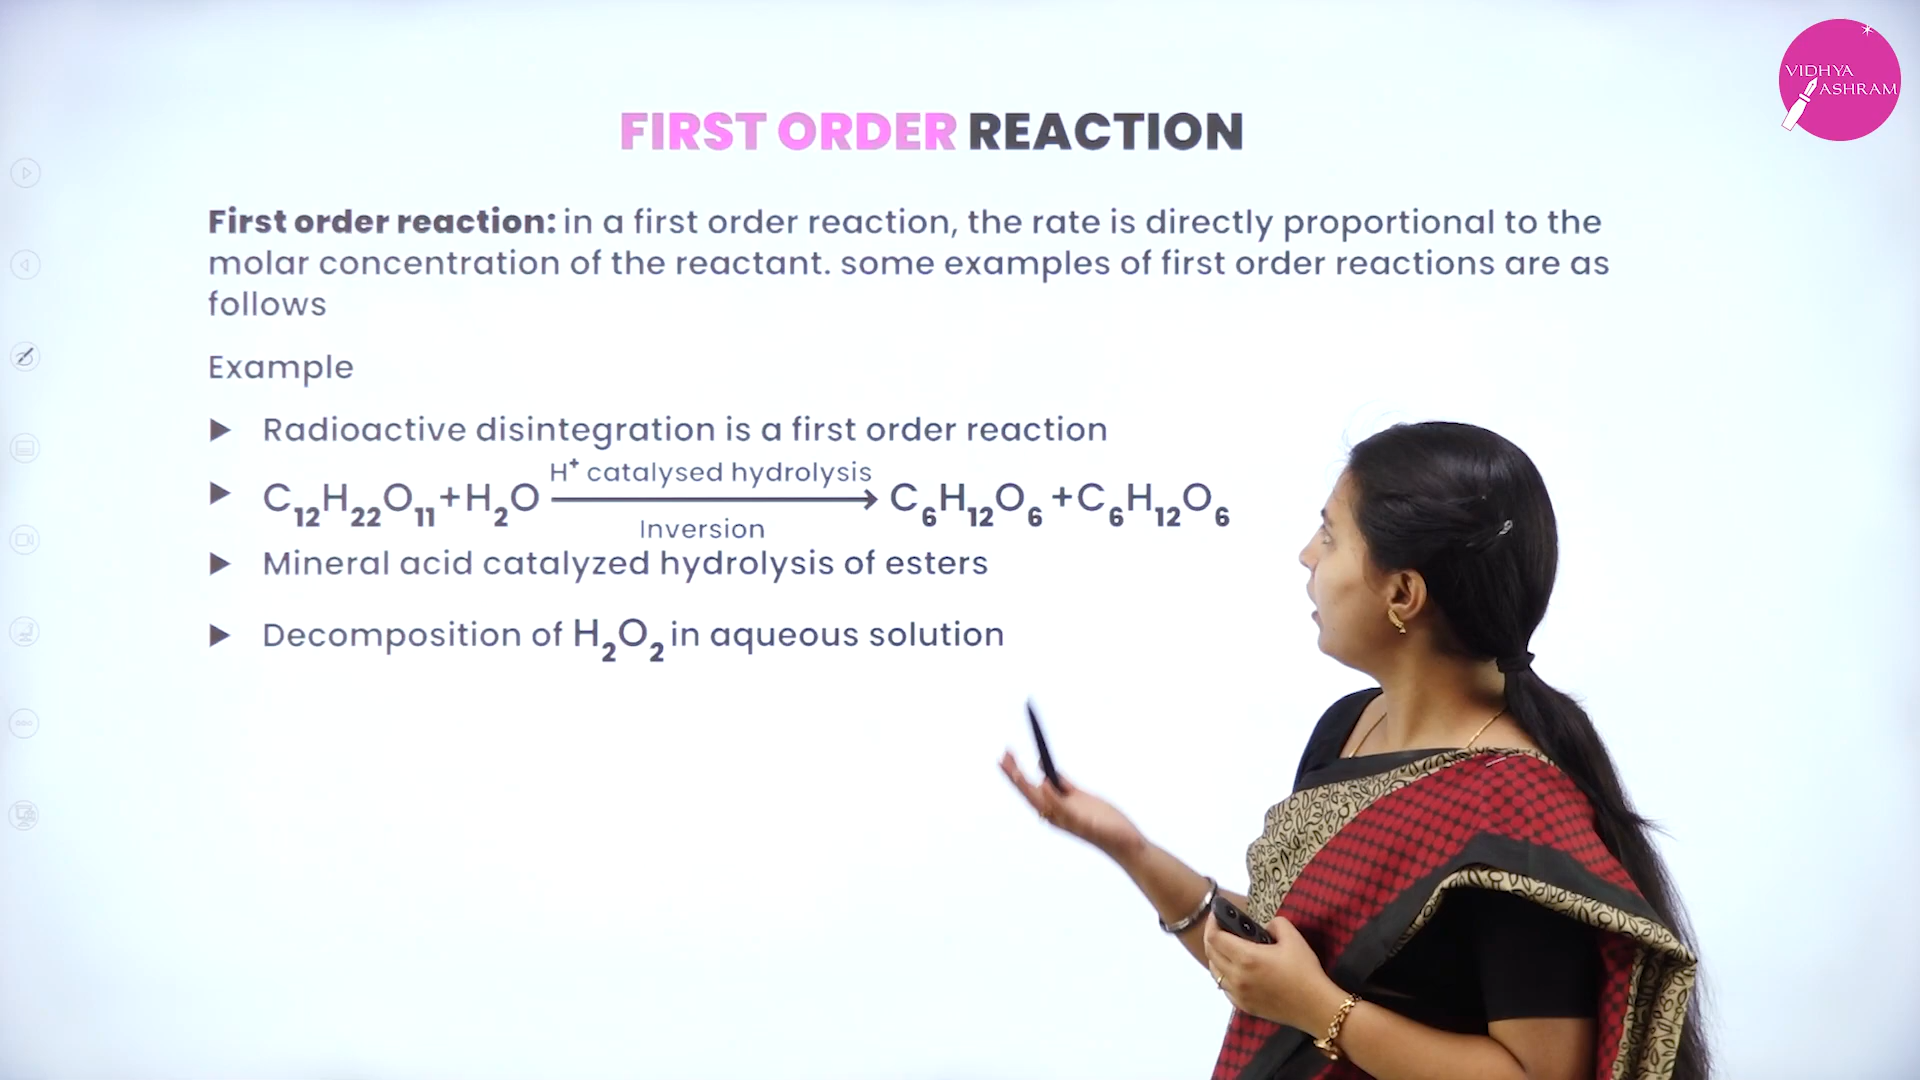 VIDHYA
ASHRAM
FIRST ORDER REACTION
First order reaction: in a first order reaction, the rate is directly proportional to the
molar concentration of the reactant. some examples of first order reactions are as
follows
Example
▶ Radioactive disintegration is a first order reaction
H⁺ catalysed hydrolysis
▶ C₁₂H₂₂O₁₁+H₂O ⟶ C₆H₁₂O₆+C₆H₁₂O₆
Inversion
▶ Mineral acid catalyzed hydrolysis of esters
▶ Decomposition of H₂O₂ in aqueous solution